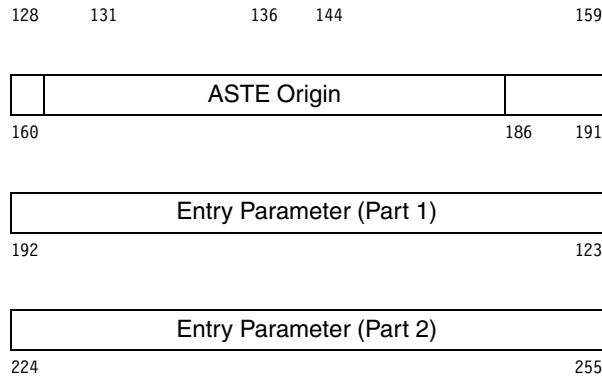 128 131 136 144 159
ASTE Origin
160 186 191
Entry Parameter (Part 1)
192 123
Entry Parameter (Part 2)
224 255